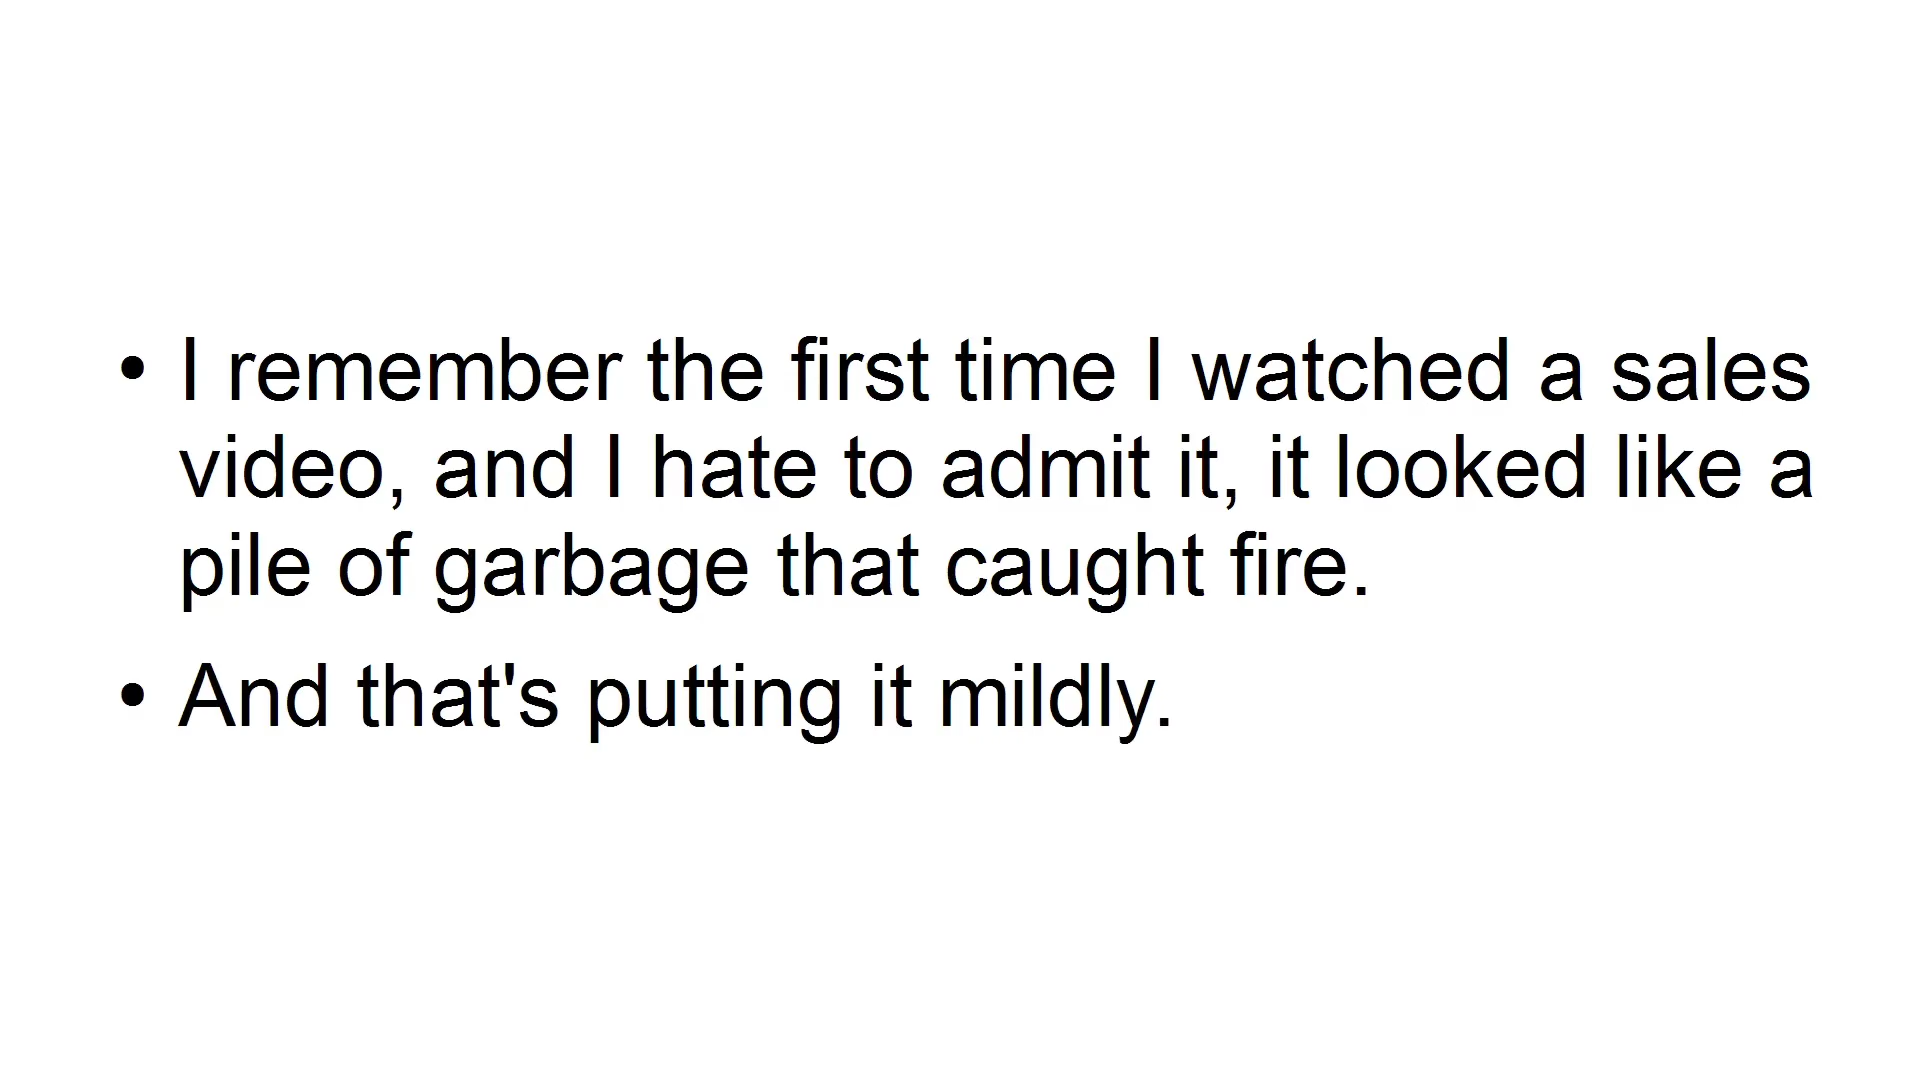 • I remember the first time I watched a sales
video, and I hate to admit it, it looked like a
pile of garbage that caught fire.
• And that's putting it mildly.